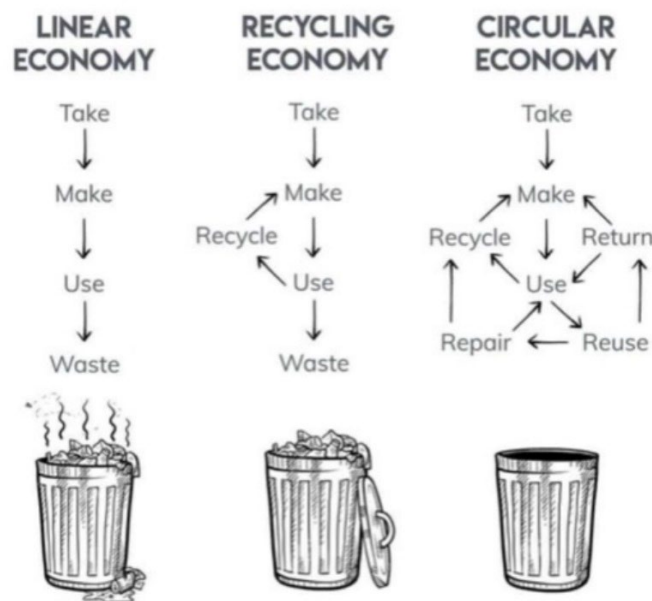 LINEAR
ECONOMY
Take
Make
Use
Waste
RECYCLING
ECONOMY
Take
Make
Recycle
Use
Waste
CIRCULAR
ECONOMY
Take
Make
Recycle
Return
Use
Repair
Reuse